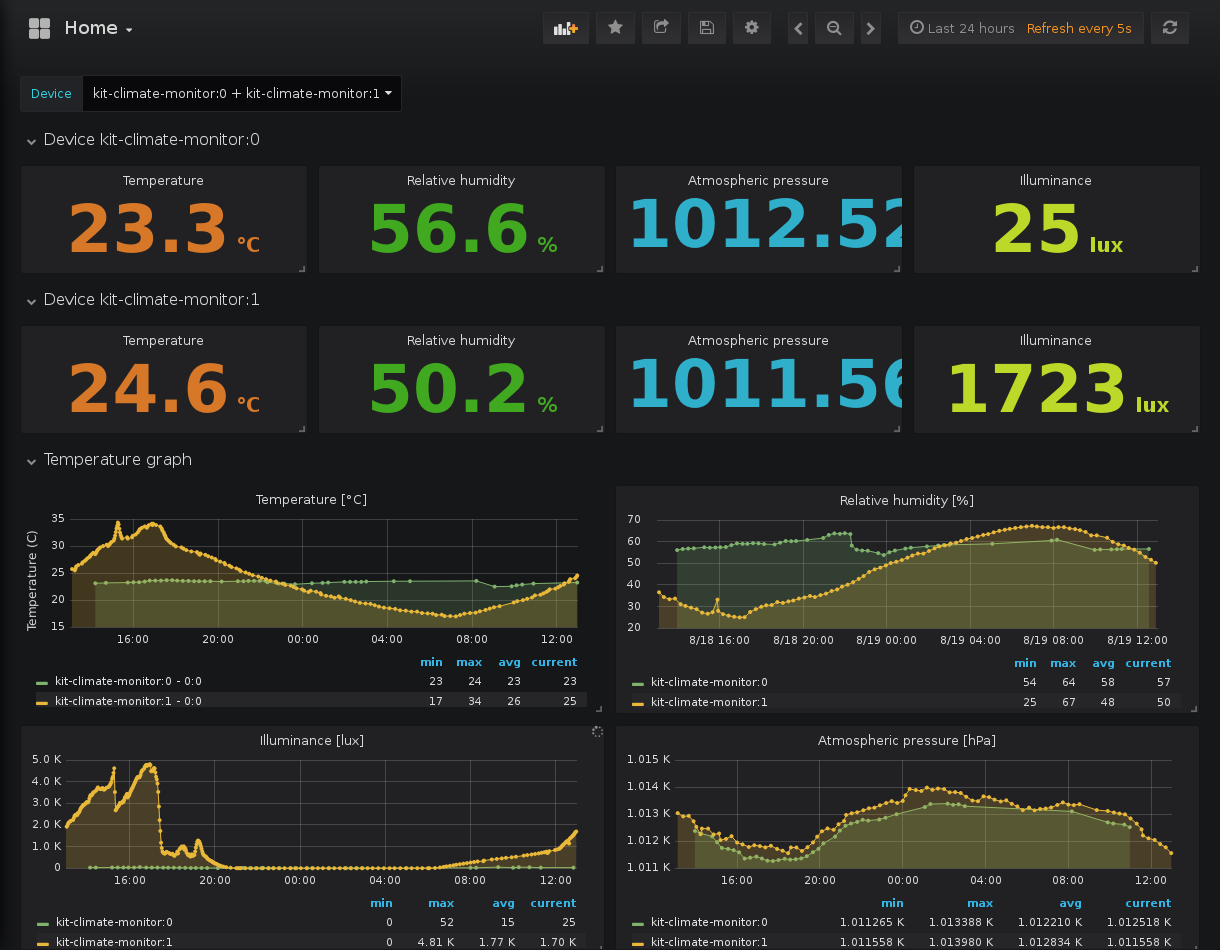 Home
Last 24 hours Refresh every 5s
Device kit-climate-monitor:0 + kit-climate-monitor:1
Device kit-climate-monitor:0
Temperature Relative humidity Atmospheric pressure Illuminance
23.3 °C 56.6 % 1012.52 25 lux
Device kit-climate-monitor:1
Temperature Relative humidity Atmospheric pressure Illuminance
24.6 °C 50.2 % 1011.56 1723 lux
Temperature graph
Temperature [°C]
Temperature (C)
35
30
25
20
15
16:00 20:00 00:00 04:00 08:00 12:00
min max avg current
kit-climate-monitor:0 - 0:0 23 24 23 23
kit-climate-monitor:1 - 0:0 17 34 26 25
Relative humidity [%]
70
60
50
40
30
20
8/18 16:00 8/18 20:00 8/19 00:00 8/19 04:00 8/19 08:00 8/19 12:00
min max avg current
kit-climate-monitor:0 54 64 58 57
kit-climate-monitor:1 25 67 48 50
Illuminance [lux]
5.0 K
4.0 K
3.0 K
2.0 K
1.0 K
0
16:00 20:00 00:00 04:00 08:00 12:00
min max avg current
kit-climate-monitor:0 0 52 15 25
kit-climate-monitor:1 0 4.81 K 1.77 K 1.70 K
Atmospheric pressure [hPa]
1.015 K
1.014 K
1.013 K
1.012 K
1.011 K
16:00 20:00 00:00 04:00 08:00 12:00
min max avg current
kit-climate-monitor:0 1.011265 K 1.013388 K 1.012210 K 1.012518 K
kit-climate-monitor:1 1.011558 K 1.013980 K 1.012834 K 1.011558 K